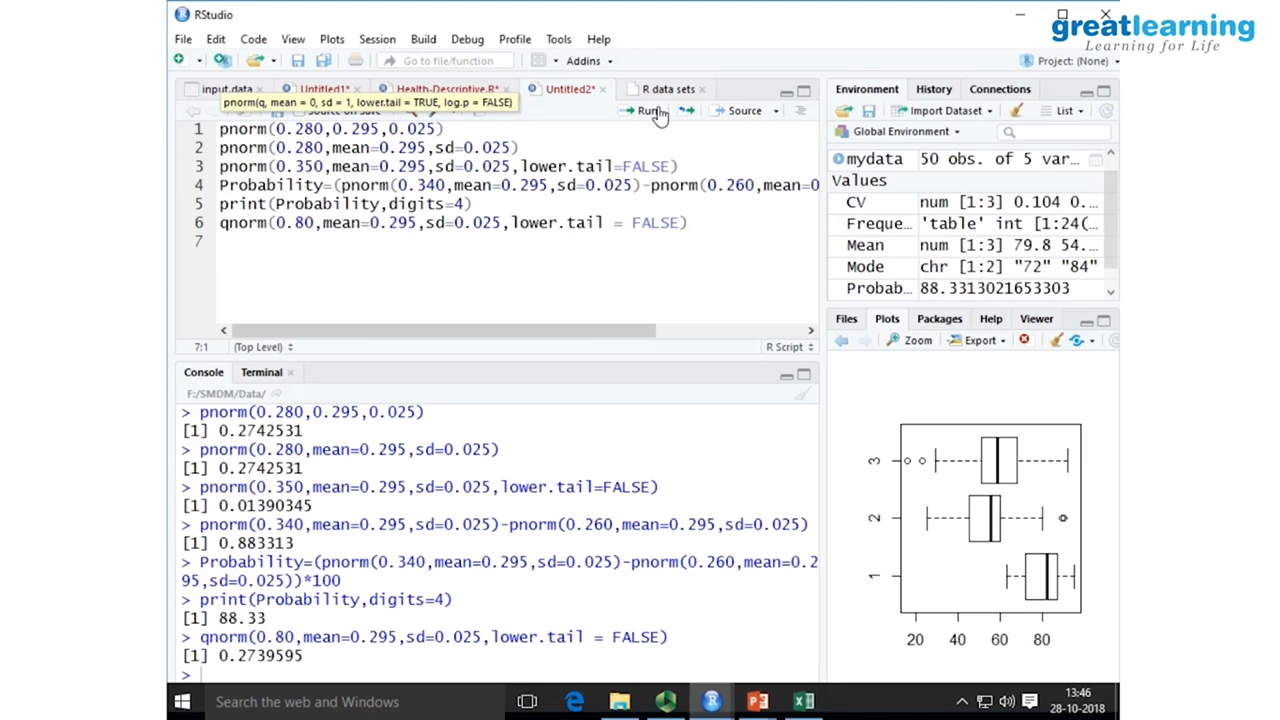 RStudio
greatlearning
Learning for Life
File Edit Code View Plots Session Build Debug Profile Tools Help
Go to file/function
Addins
Project: (None)
input.data Untitled1* Health-Descriptive.R* Untitled2* R data sets
pnorm(q, mean = 0, sd = 1, lower.tail = TRUE, log.p = FALSE)
Source on Save Run Source
1 pnorm(0.280,0.295,0.025)
2 pnorm(0.280,mean=0.295,sd=0.025)
3 pnorm(0.350,mean=0.295,sd=0.025,lower.tail=FALSE)
4 Probability=(pnorm(0.340,mean=0.295,sd=0.025)-pnorm(0.260,mean=0
5 print(Probability,digits=4)
6 qnorm(0.80,mean=0.295,sd=0.025,lower.tail = FALSE)
7
7:1 (Top Level) R Script
Console Terminal
F:/SMDM/Data/
> pnorm(0.280,0.295,0.025)
[1] 0.2742531
> pnorm(0.280,mean=0.295,sd=0.025)
[1] 0.2742531
> pnorm(0.350,mean=0.295,sd=0.025,lower.tail=FALSE)
[1] 0.01390345
> pnorm(0.340,mean=0.295,sd=0.025)-pnorm(0.260,mean=0.295,sd=0.025)
[1] 0.883313
> Probability=(pnorm(0.340,mean=0.295,sd=0.025)-pnorm(0.260,mean=0.2
95,sd=0.025))*100
> print(Probability,digits=4)
[1] 88.33
> qnorm(0.80,mean=0.295,sd=0.025,lower.tail = FALSE)
[1] 0.2739595
>
Environment History Connections
Import Dataset List
Global Environment
mydata 50 obs. of 5 var...
Values
CV num [1:3] 0.104 0...
Freque... 'table' int [1:24(...
Mean num [1:3] 79.8 54...
Mode chr [1:2] "72" "84"
Probab... 88.3313021653303
Files Plots Packages Help Viewer
Zoom Export
3
2
1
20 40 60 80
Search the web and Windows
13:46
28-10-2018